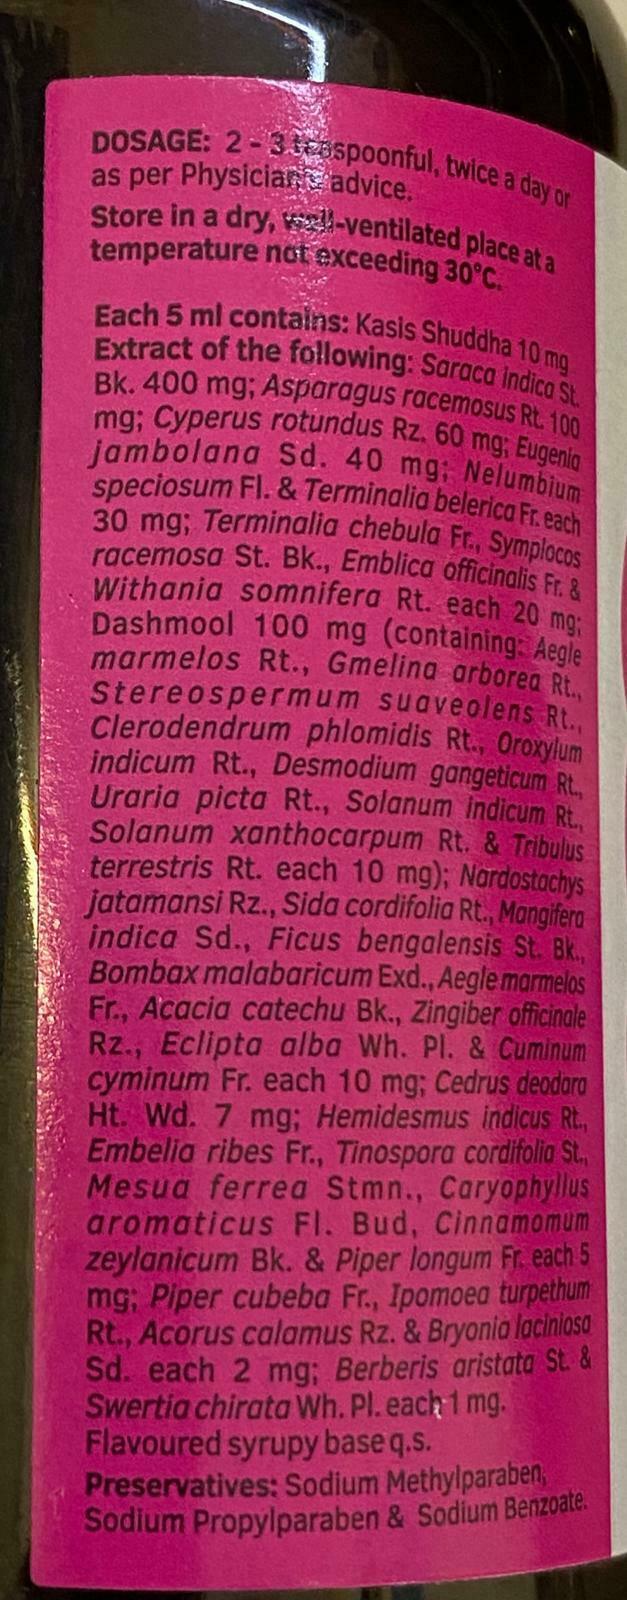 DOSAGE: 2 - 3 teaspoonful, twice a day or
as per Physician's advice.
Store in a dry, well-ventilated place at a
temperature not exceeding 30°C.
Each 5 ml contains: Kasis Shuddha 10 mg
Extract of the following: Saraca indica St.
Bk. 400 mg; Asparagus racemosus Rt. 100
mg; Cyperus rotundus Rz. 60 mg; Eugenia
jambolana Sd. 40 mg; Nelumbium
speciosum Fl. & Terminalia belerica Fr. each
30 mg; Terminalia chebula Fr., Symplocos
racemosa St. Bk., Emblica officinalis Fr. &
Withania somnifera Rt. each 20 mg;
Dashmool 100 mg (containing: Aegle
marmelos Rt., Gmelina arborea Rt.,
Stereospermum suaveolens Rt.,
Clerodendrum phlomidis Rt., Oroxylum
indicum Rt., Desmodium gangeticum Rt.,
Uraria picta Rt., Solanum indicum Rt.,
Solanum xanthocarpum Rt. & Tribulus
terrestris Rt. each 10 mg); Nardostachys
jatamansi Rz., Sida cordifolia Rt., Mangifera
indica Sd., Ficus bengalensis St. Bk.,
Bombax malabaricum Exd., Aegle marmelos
Fr., Acacia catechu Bk., Zingiber officinale
Rz., Eclipta alba Wh. Pl. & Cuminum
cyminum Fr. each 10 mg; Cedrus deodara
Ht. Wd. 7 mg; Hemidesmus indicus Rt.,
Embelia ribes Fr., Tinospora cordifolia St.,
Mesua ferrea Stmn., Caryophyllus
aromaticus Fl. Bud, Cinnamomum
zeylanicum Bk. & Piper longum Fr. each 5
mg; Piper cubeba Fr., Ipomoea turpethum
Rt., Acorus calamus Rz. & Bryonia laciniosa
Sd. each 2 mg; Berberis aristata St. &
Swertia chirata Wh. Pl. each 1 mg.
Flavoured syrupy base q.s.
Preservatives: Sodium Methylparaben,
Sodium Propylparaben & Sodium Benzoate.